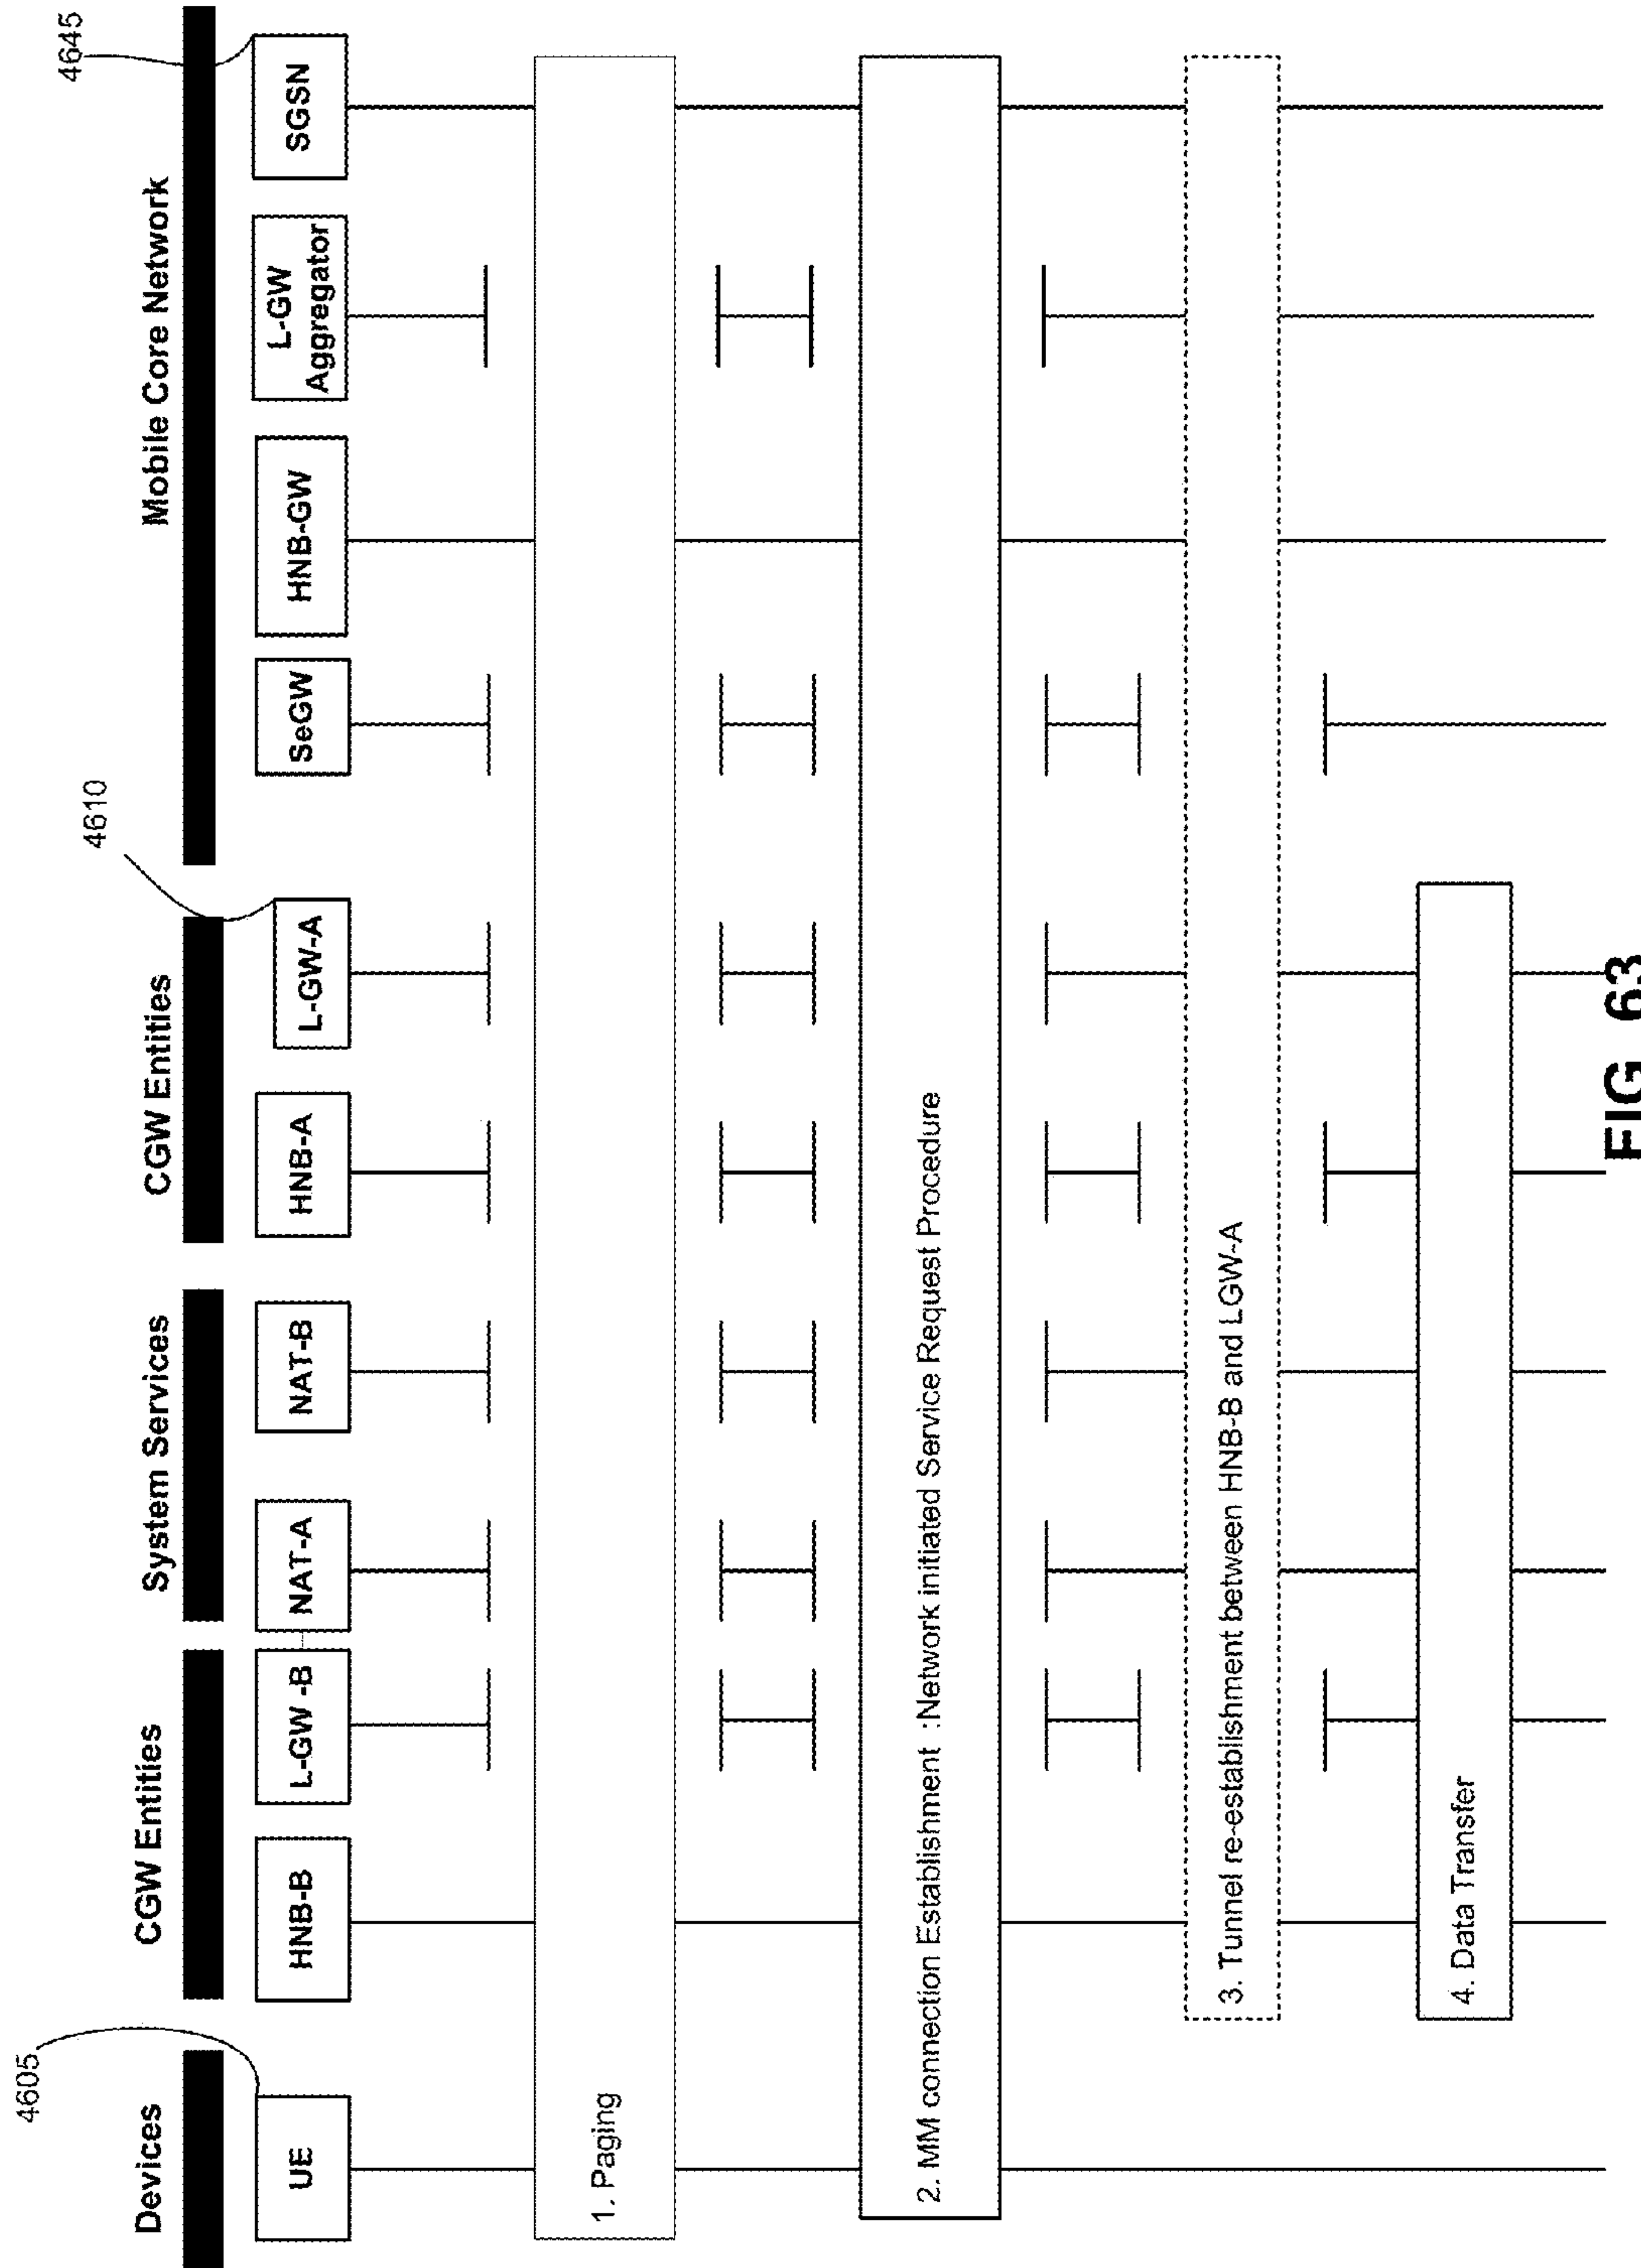 4605
4610
4645
Devices
CGW Entities
System Services
CGW Entities
Mobile Core Network
UE
HNB-B
L-GW -B
NAT-A
NAT-B
HNB-A
L-GW-A
SeGW
HNB-GW
L-GW
Aggregator
SGSN
1. Paging
2. MM connection Establishment :Network initiated Service Request Procedure
3. Tunnel re-establishment between HNB-B and LGW-A
4. Data Transfer
FIG 63